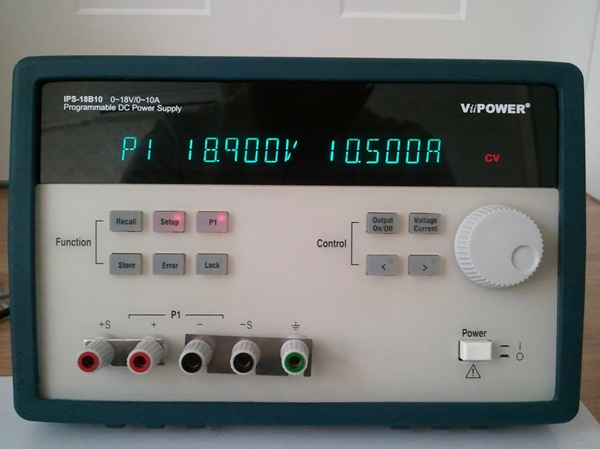 IPS-18B10 0~18V/0~10A
Programmable DC Power Supply
ViiPOWER®
P1 18.900V 10.500A CV
Function
Recall Setup P1
Store Error Lock
Control
Output On/Off
Voltage Current
< >
P1
+S + − −S
Power
I
O